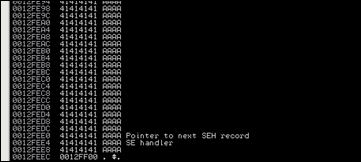 0012FE94 41414141 AAAA
0012FE98 41414141 AAAA
0012FE9C 41414141 AAAA
0012FEA0 41414141 AAAA
0012FEA4 41414141 AAAA
0012FEA8 41414141 AAAA
0012FEAC 41414141 AAAA
0012FEB0 41414141 AAAA
0012FEB4 41414141 AAAA
0012FEB8 41414141 AAAA
0012FEBC 41414141 AAAA
0012FEC0 41414141 AAAA
0012FEC4 41414141 AAAA
0012FEC8 41414141 AAAA
0012FECC 41414141 AAAA
0012FED0 41414141 AAAA
0012FED4 41414141 AAAA
0012FED8 41414141 AAAA
0012FEDC 41414141 AAAA
0012FEE0 41414141 AAAA Pointer to next SEH record
0012FEE4 41414141 AAAA SE handler
0012FEE8 41414141 AAAA
0012FEEC 0012FF00